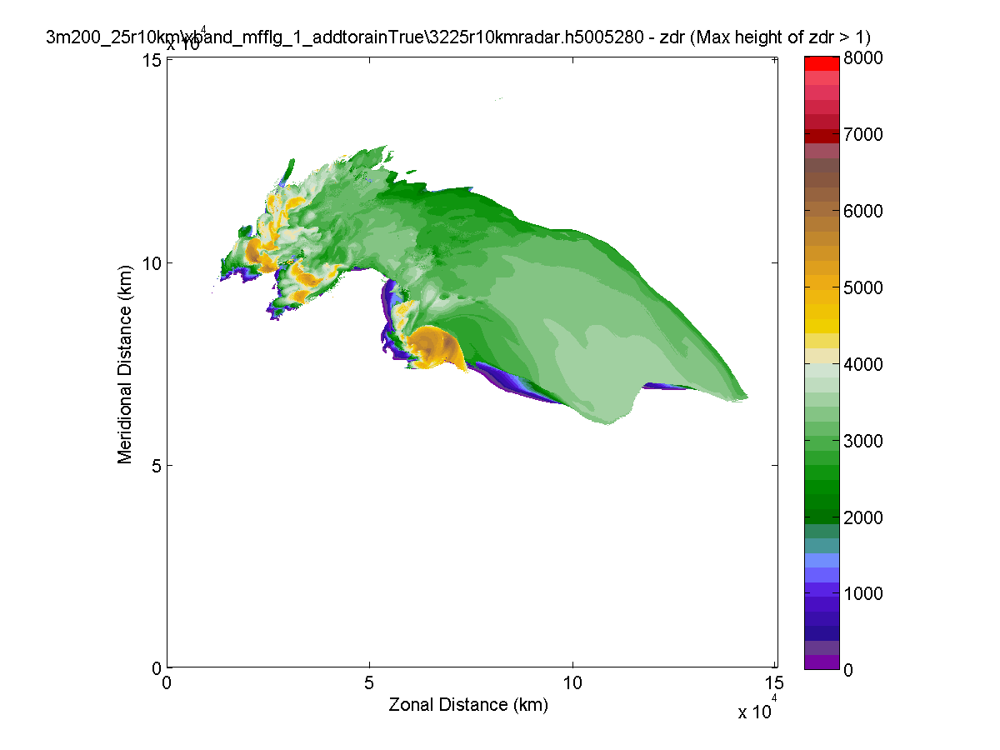 3m200_25r10km\xband_mfflg_1_addtorainTrue\3225r10kmradar.h5005280 - zdr (Max height of zdr > 1)
x 10^4
15
10
5
0
Meridional Distance (km)
0 5 10 15
Zonal Distance (km)
x 10^4
8000
7000
6000
5000
4000
3000
2000
1000
0